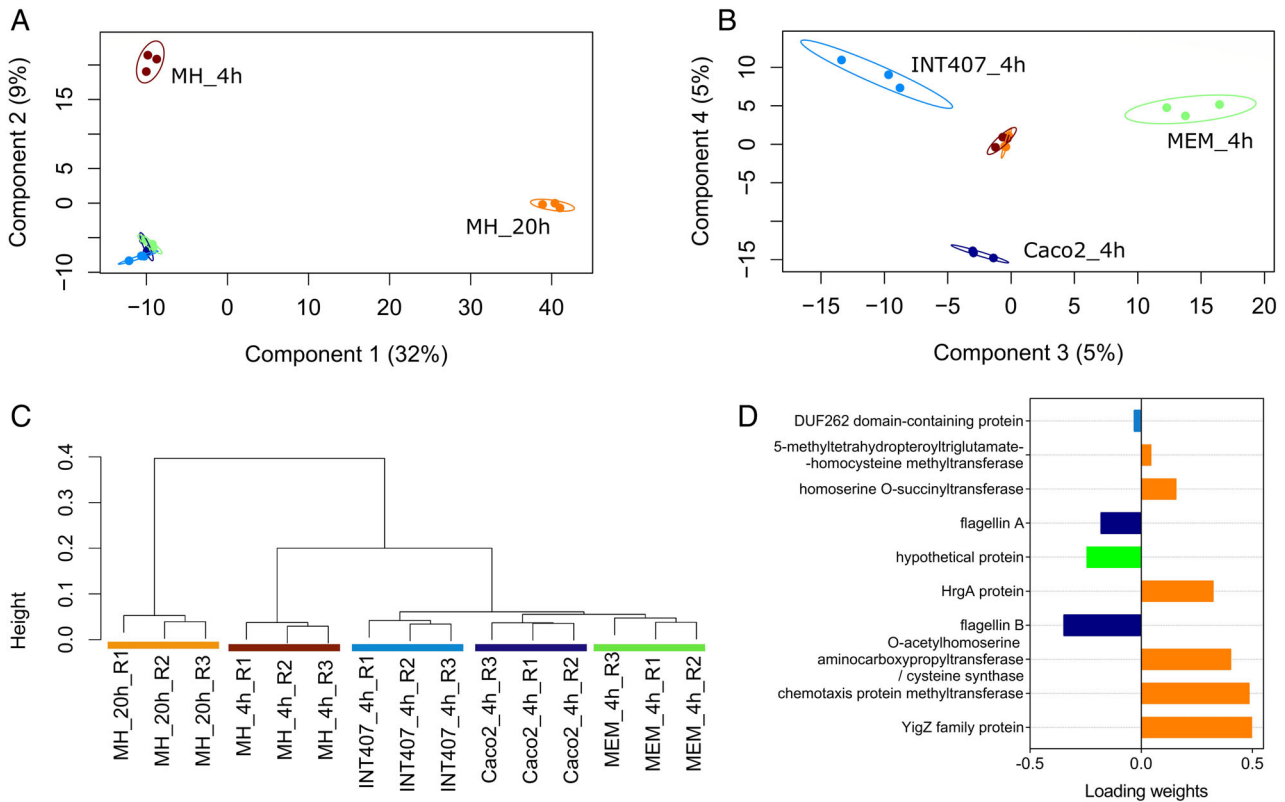 A
MH_4h
MH_20h
Component 2 (9%)
15
5
0
−10
−10
0
10
20
30
40
Component 1 (32%)
B
INT407_4h
MEM_4h
Caco2_4h
Component 4 (5%)
10
5
0
−5
−15
−15
−10
−5
0
5
10
15
20
Component 3 (5%)
C
Height
0.4
0.3
0.2
0.1
0.0
MH_20h_R1
MH_20h_R2
MH_20h_R3
MH_4h_R1
MH_4h_R2
MH_4h_R3
INT407_4h_R1
INT407_4h_R2
INT407_4h_R3
Caco2_4h_R3
Caco2_4h_R1
Caco2_4h_R2
MEM_4h_R3
MEM_4h_R1
MEM_4h_R2
D
DUF262 domain-containing protein
5-methyltetrahydropteroyltriglutamate-
-homocysteine methyltransferase
homoserine O-succinyltransferase
flagellin A
hypothetical protein
HrgA protein
flagellin B
O-acetylhomoserine
aminocarboxypropyltransferase
/ cysteine synthase
chemotaxis protein methyltransferase
YigZ family protein
-0.5
0.0
0.5
Loading weights